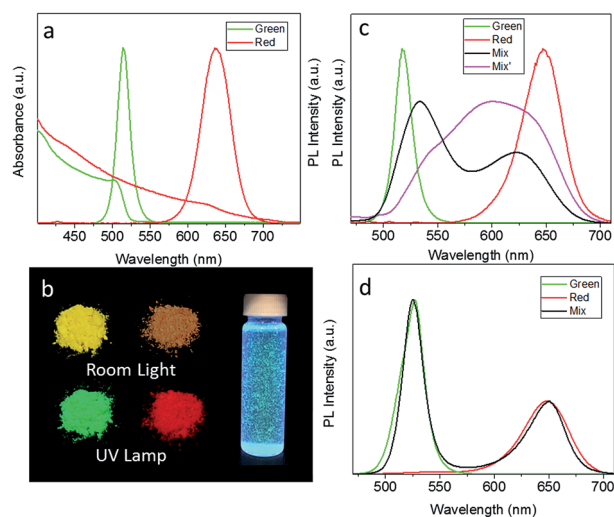 a
Green
Red
Absorbance (a.u.)
PL Intensity (a.u.)
450 500 550 600 650 700
Wavelength (nm)
c
Green
Red
Mix
Mix'
PL Intensity (a.u.)
500 550 600 650 700
Wavelength (nm)
b
Room Light
UV Lamp
d
Green
Red
Mix
PL Intensity (a.u.)
500 550 600 650 700
Wavelength (nm)